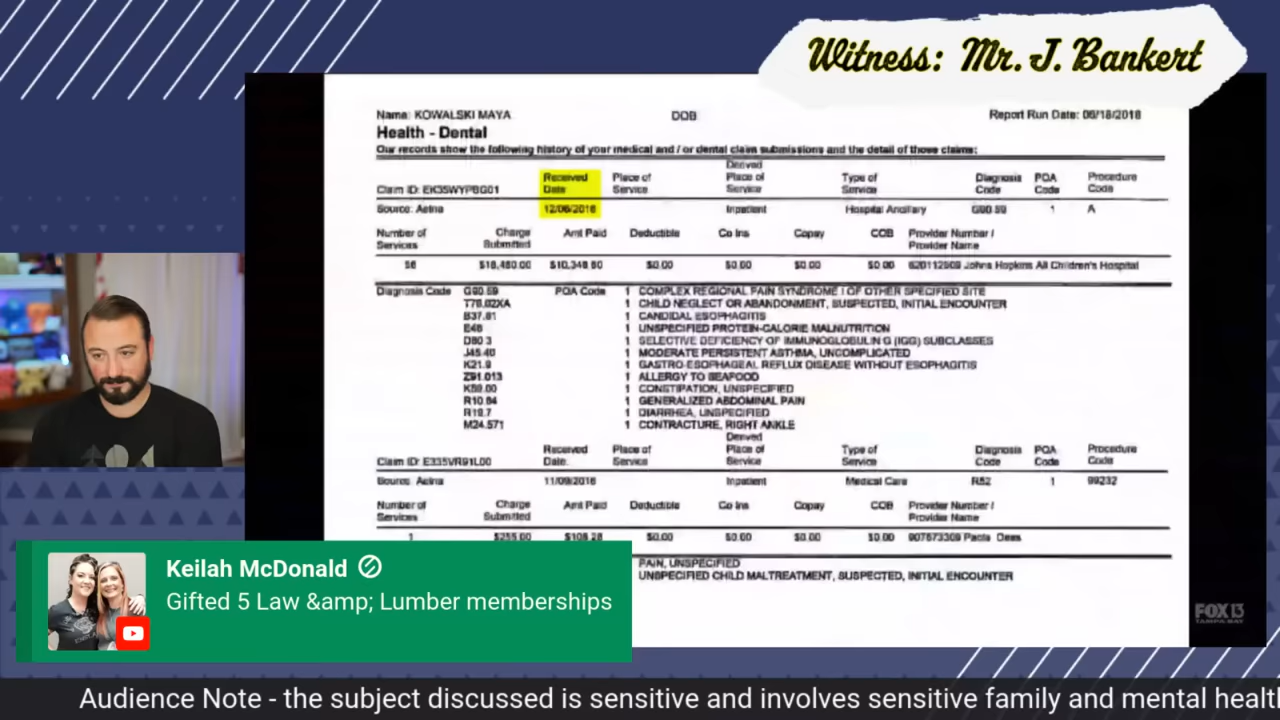 Witness: Mr. J. Bankert
Name: KOWALSKI MAYA DOB Report Run Date: 06/18/2018
Health - Dental
Our records show the following history of your medical and / or dental claim submissions and the detail of those claims:
Claim ID: EK35WYPBG01 Received Date Place of Service Derived Place of Service Type of Service Diagnosis Code POA Code Procedure Code
Source: Aetna 12/06/2016 Inpatient Hospital Ancillary G90.59 1 A
Number of Services Charge Submitted Amt Paid Deductible Co Ins Copay COB Provider Number / Provider Name
56 $18,480.00 $10,348.80 $0.00 $0.00 $0.00 $0.00 Johns Hopkins All Children's Hospital
Diagnosis Code G90.59 POA Code 1 COMPLEX REGIONAL PAIN SYNDROME I OF OTHER SPECIFIED SITE
T76.02XA 1 CHILD NEGLECT OR ABANDONMENT, SUSPECTED, INITIAL ENCOUNTER
B37.81 1 CANDIDAL ESOPHAGITIS
E46 1 UNSPECIFIED PROTEIN-CALORIE MALNUTRITION
D80.3 1 SELECTIVE DEFICIENCY OF IMMUNOGLOBULIN G (IGG) SUBCLASSES
J45.40 1 MODERATE PERSISTENT ASTHMA, UNCOMPLICATED
K21.9 1 GASTRO-ESOPHAGEAL REFLUX DISEASE WITHOUT ESOPHAGITIS
Z91.013 1 ALLERGY TO SEAFOOD
K59.00 1 CONSTIPATION, UNSPECIFIED
R10.84 1 GENERALIZED ABDOMINAL PAIN
R19.7 1 DIARRHEA, UNSPECIFIED
M24.571 1 CONTRACTURE, RIGHT ANKLE
Claim ID: E335VR91L00 Received Date Place of Service Derived Place of Service Type of Service Diagnosis Code POA Code Procedure Code
Source: Aetna 11/09/2016 Inpatient Medical Care R52 1 99232
Number of Services Charge Submitted Amt Paid Deductible Co Ins Copay COB Provider Number / Provider Name
1 $255.00 $108.28 $0.00 $0.00 $0.00 $0.00
PAIN, UNSPECIFIED
UNSPECIFIED CHILD MALTREATMENT, SUSPECTED, INITIAL ENCOUNTER
Keilah McDonald
Gifted 5 Law &amp; Lumber memberships
FOX 13
TAMPA BAY
Audience Note - the subject discussed is sensitive and involves sensitive family and mental healt